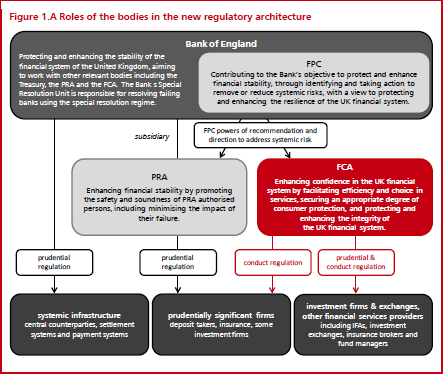 Figure 1.A Roles of the bodies in the new regulatory architecture
Bank of England
Protecting and enhancing the stability of the
financial system of the United Kingdom, aiming
to work with other relevant bodies including the
Treasury, the PRA and the FCA. The Bank s Special
Resolution Unit is responsible for resolving failing
banks using the special resolution regime.
FPC
Contributing to the Bank's objective to protect and enhance
financial stability, through identifying and taking action to
remove or reduce systemic risks, with a view to protecting
and enhancing the resilience of the UK financial system.
subsidiary
FPC powers of recommendation and
direction to address systemic risk
PRA
Enhancing financial stability by promoting
the safety and soundness of PRA authorised
persons, including minimising the impact of
their failure.
FCA
Enhancing confidence in the UK financial
system by facilitating efficiency and choice in
services, securing an appropriate degree of
consumer protection, and protecting and
enhancing the integrity of
the UK financial system.
prudential
regulation
prudential
regulation
conduct regulation
prudential &
conduct regulation
systemic infrastructure
central counterparties, settlement
systems and payment systems
prudentially significant firms
deposit takers, insurance, some
investment firms
investment firms & exchanges,
other financial services providers
including IFAs, investment
exchanges, insurance brokers and
fund managers